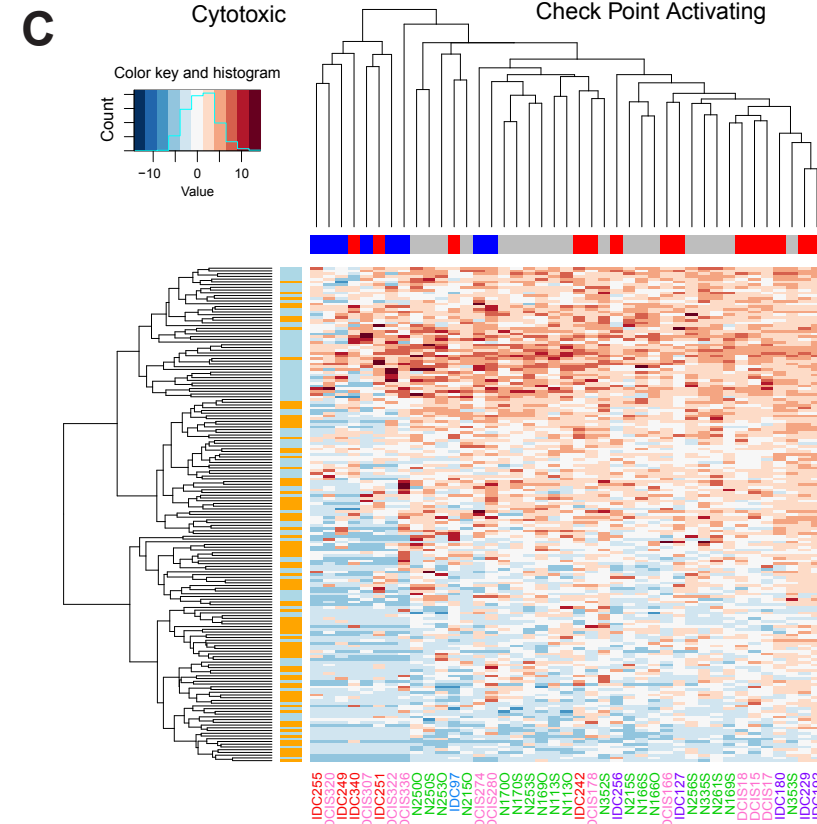 C
Cytotoxic
Check Point Activating
Color key and histogram
Count
−10
0
10
Value
IDC255
DCIS320
IDC249
IDC340
DCIS307
IDC251
DCIS322
DCIS336
N250O
N250S
N253O
IDC97
N215O
DCIS274
DCIS280
N170O
N170S
N253S
N169O
N113S
N113O
IDC242
DCIS178
N352S
IDC256
N121S
N166S
N166O
DCIS166
IDC127
N256S
N335S
N261S
N169S
DCIS18
DCIS15
DCIS17
IDC180
N353S
IDC229